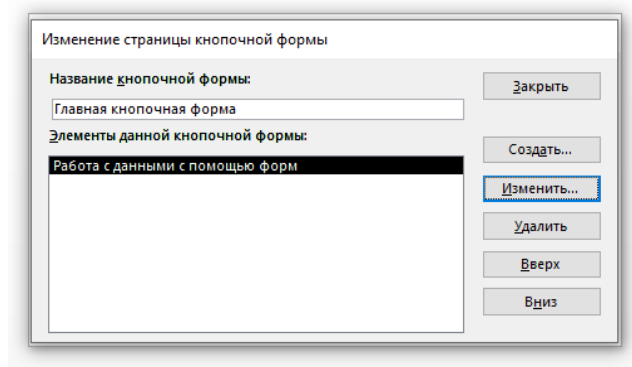 Изменение страницы кнопочной формы
Название кнопочной формы:
Закрыть
Главная кнопочная форма
Элементы данной кнопочной формы:
Создать...
Работа с данными с помощью форм
Изменить...
Удалить
Вверх
Вниз